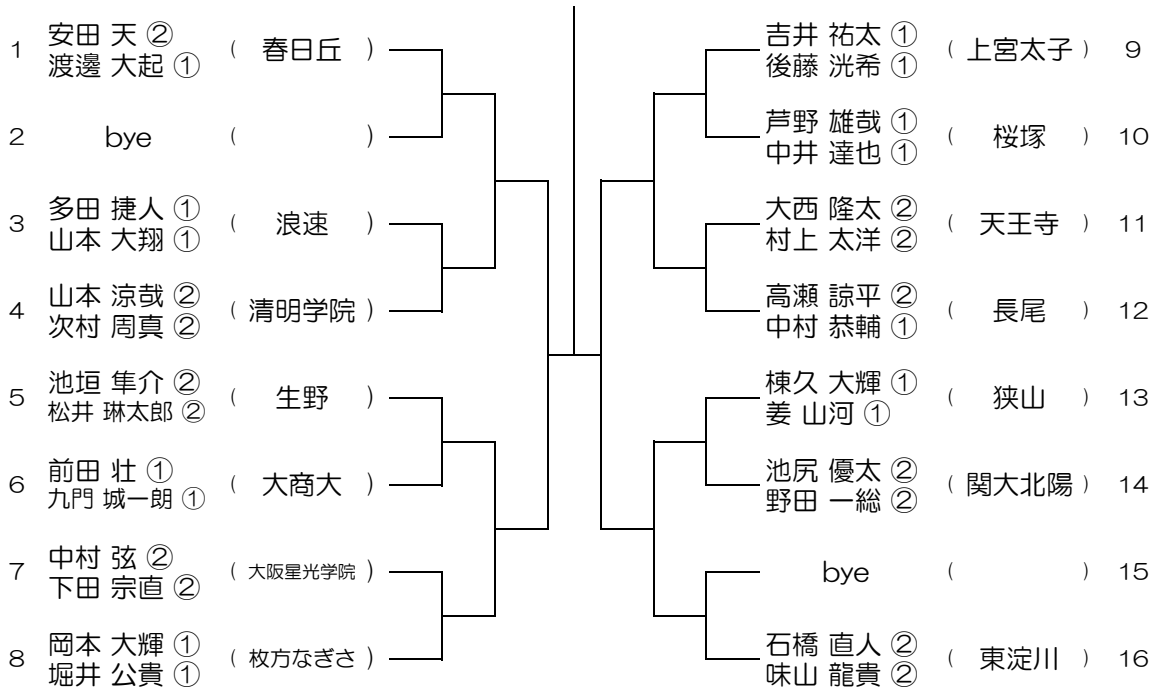 1 安田 天 ② ( 春日丘 )
渡邊 大起 ①
2 bye ( )
3 多田 捷人 ① ( 浪速 )
山本 大翔 ①
4 山本 涼哉 ② ( 清明学院 )
次村 周真 ②
5 池垣 隼介 ② ( 生野 )
松井 琳太郎 ②
6 前田 壮 ① ( 大商大 )
九門 城一朗 ①
7 中村 弦 ② ( 大阪星光学院 )
下田 宗直 ②
8 岡本 大輝 ① ( 枚方なぎさ )
堀井 公貴 ①
吉井 祐太 ① ( 上宮太子 ) 9
後藤 洸希 ①
芦野 雄哉 ① ( 桜塚 ) 10
中井 達也 ①
大西 隆太 ② ( 天王寺 ) 11
村上 太洋 ②
高瀬 諒平 ② ( 長尾 ) 12
中村 恭輔 ①
棟久 大輝 ① ( 狭山 ) 13
姜 山河 ①
池尻 優太 ② ( 関大北陽 ) 14
野田 一総 ②
bye ( ) 15
石橋 直人 ② ( 東淀川 ) 16
味山 龍貴 ②